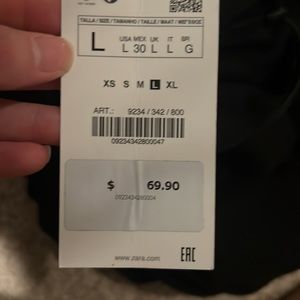 TALLA / SIZE / TAMANHO / TAILLE / MAAT / WIELKOŚĆ
L
USA MEX UK IT BR
L 30 L L G
XS S M L XL
ART.: 9234 / 342 / 800
09234342800047
$ 69.90
www.zara.com
EAC